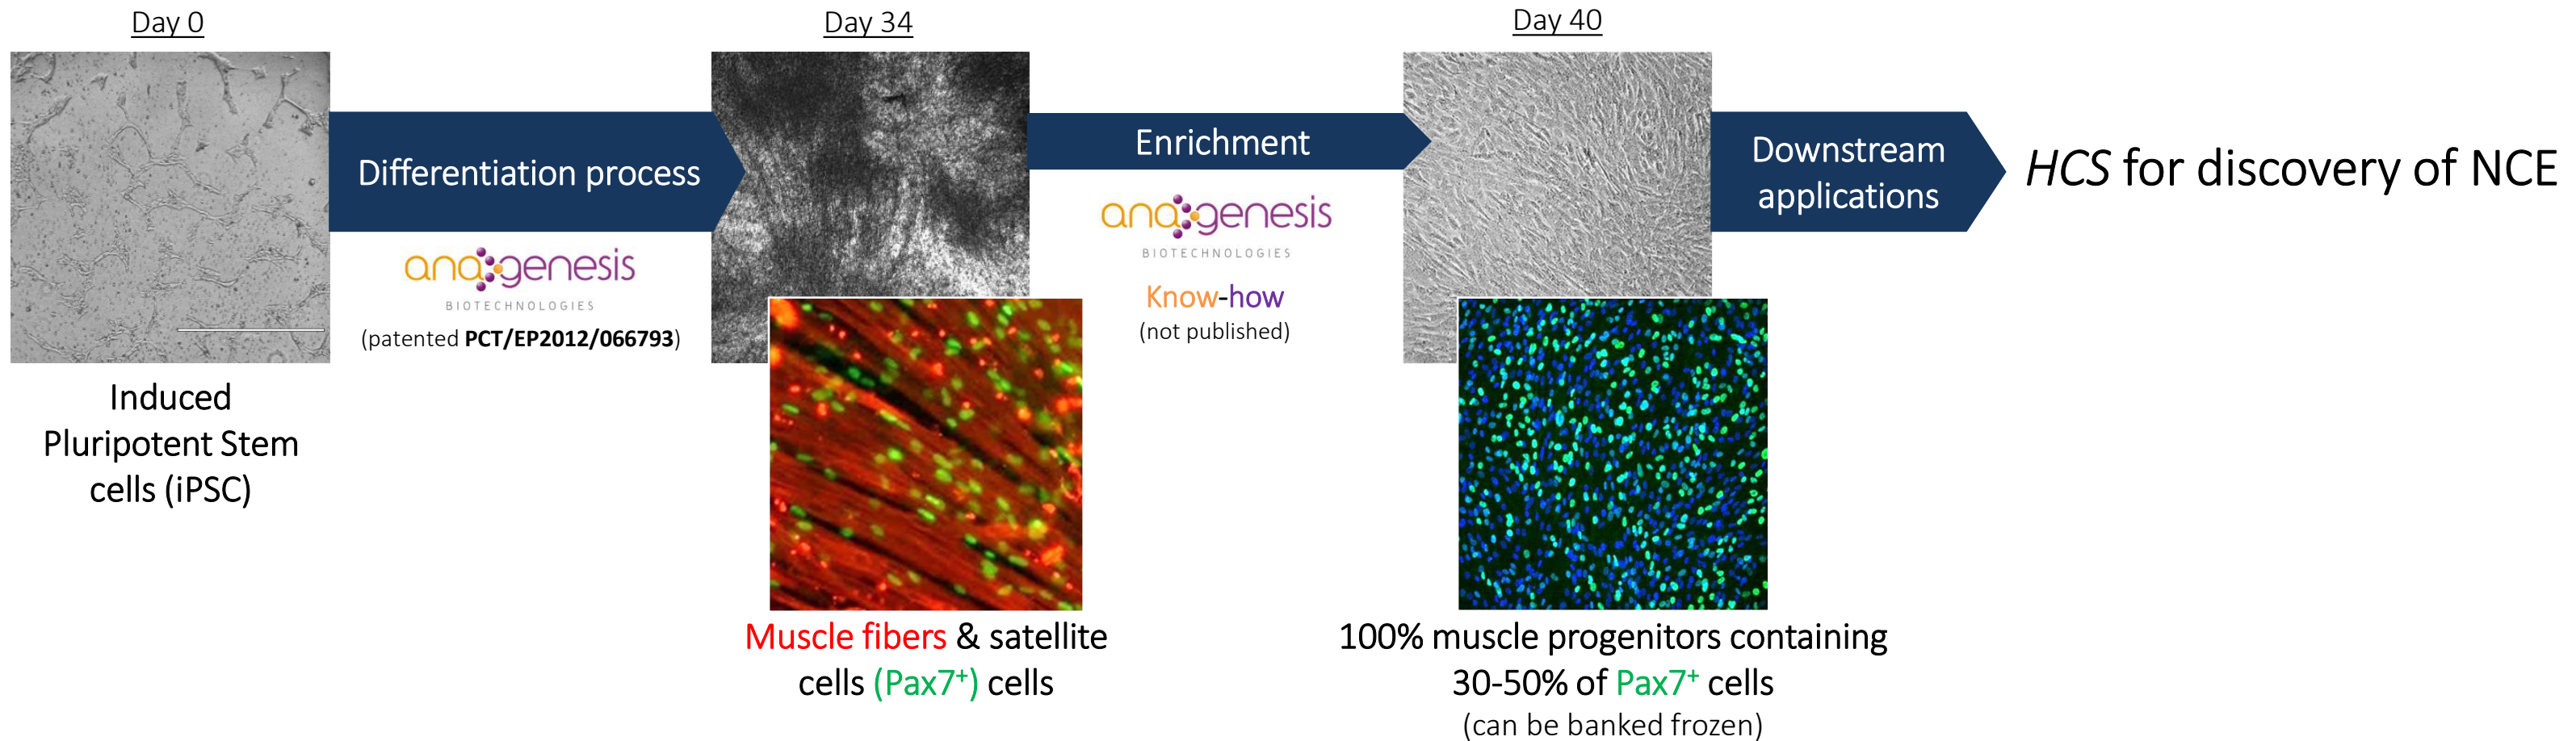 Day 0
Day 34
Day 40
Differentiation process
Enrichment
Downstream
applications
HCS for discovery of NCE
anagenesis
BIOTECHNOLOGIES
(patented PCT/EP2012/066793)
anagenesis
BIOTECHNOLOGIES
Know-how
(not published)
Induced
Pluripotent Stem
cells (iPSC)
Muscle fibers & satellite
cells (Pax7⁺) cells
100% muscle progenitors containing
30-50% of Pax7⁺ cells
(can be banked frozen)